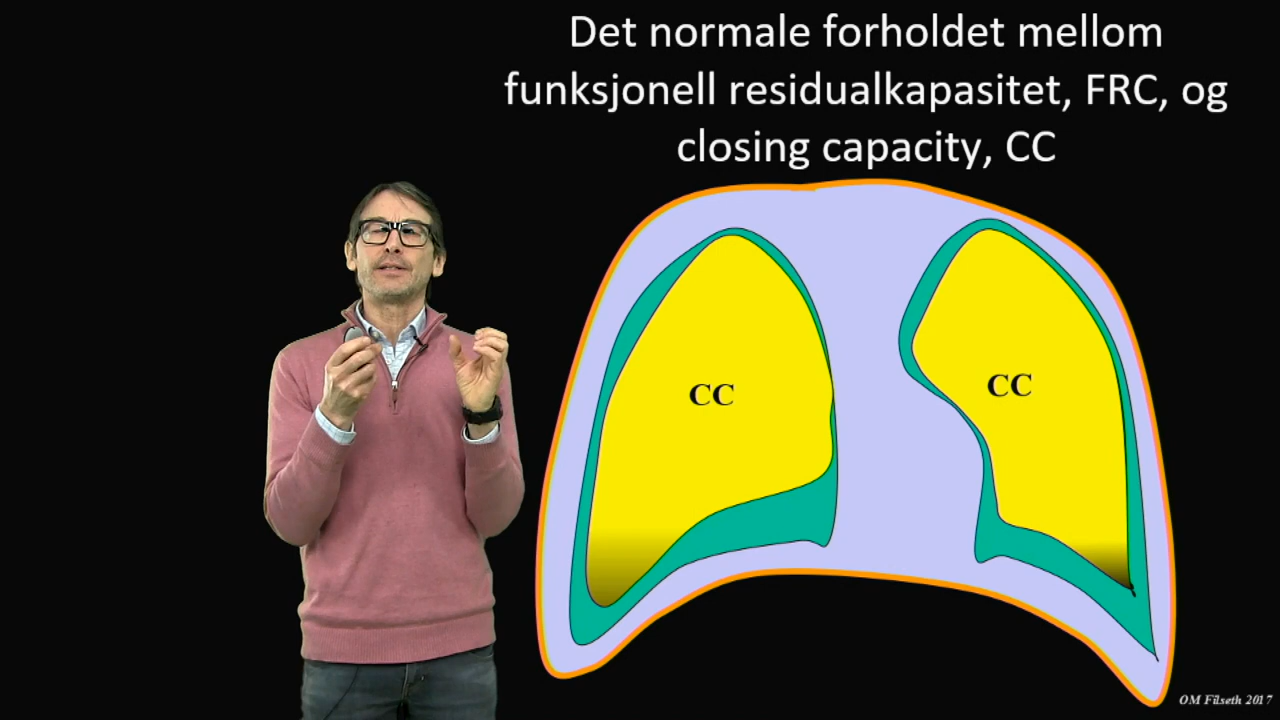 Det normale forholdet mellom
funksjonell residualkapasitet, FRC, og
closing capacity, CC
CC
CC
OM Filseth 2017